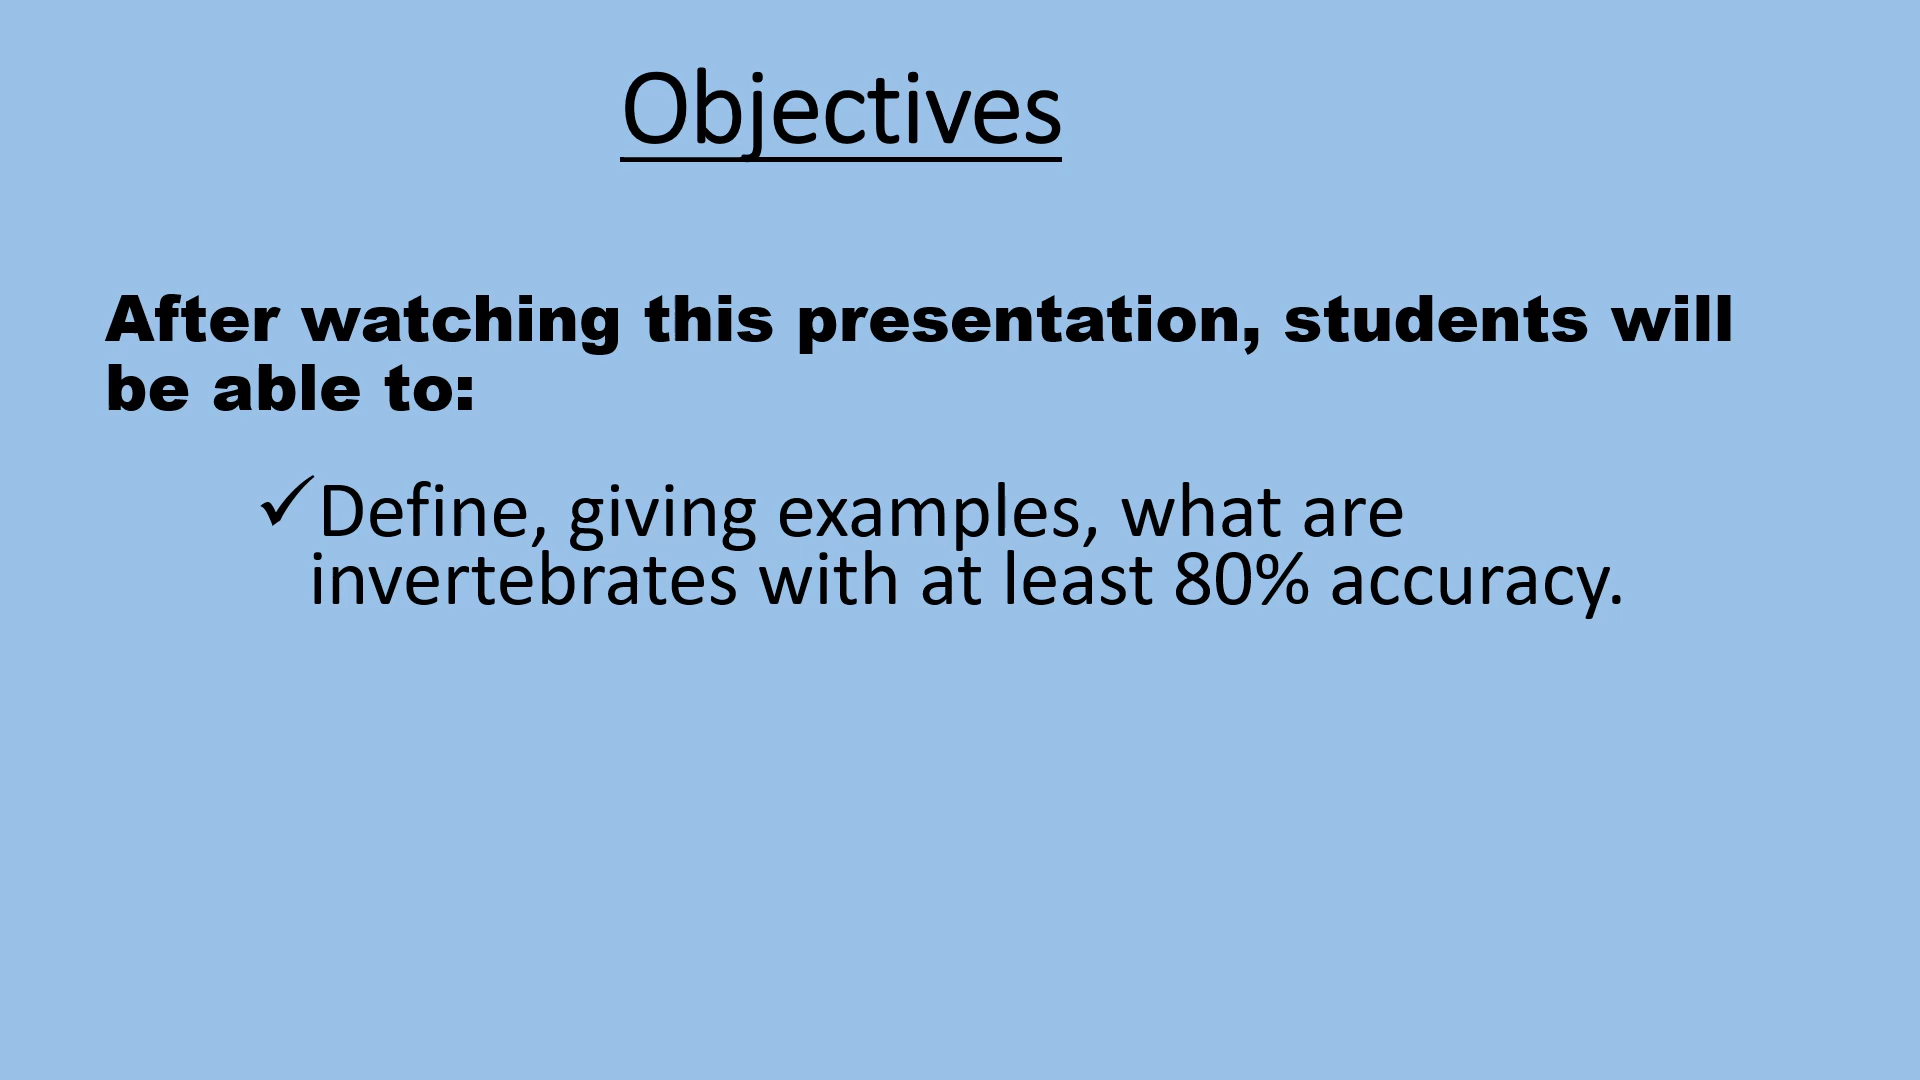 Objectives
After watching this presentation, students will
be able to:
✓Define, giving examples, what are
invertebrates with at least 80% accuracy.